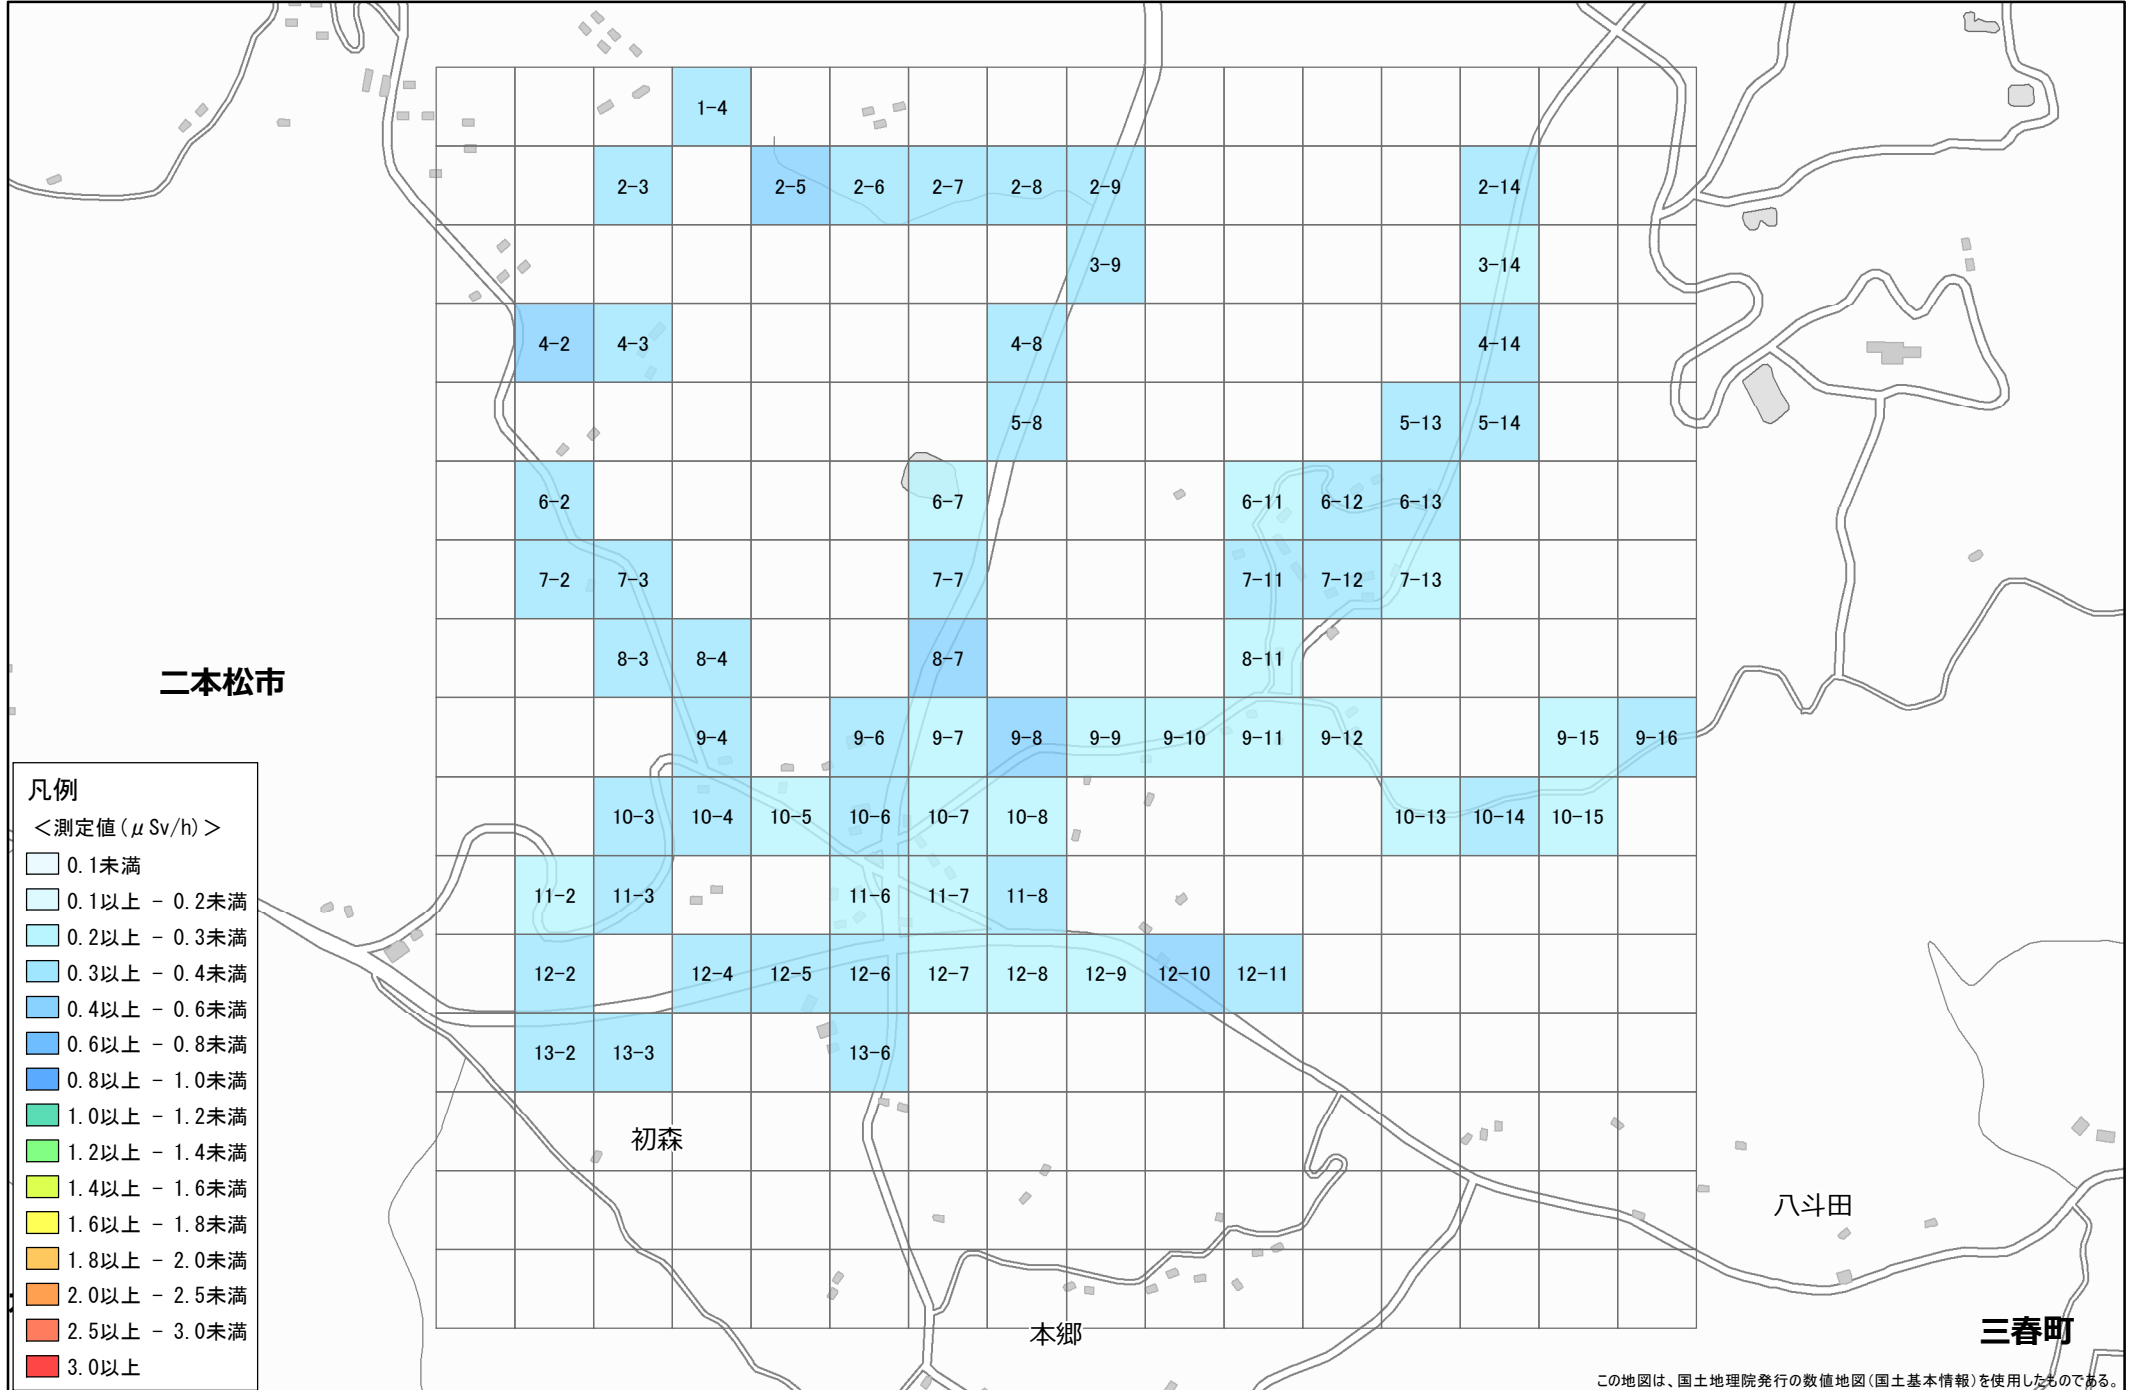 1-4
2-3 2-5 2-6 2-7 2-8 2-9 2-14
3-9 3-14
4-2 4-3 4-8 4-14
5-8 5-13 5-14
6-2 6-7 6-11 6-12 6-13
7-2 7-3 7-7 7-11 7-12 7-13
8-3 8-4 8-7 8-11
二本松市
9-4 9-6 9-7 9-8 9-9 9-10 9-11 9-12 9-15 9-16
10-3 10-4 10-5 10-6 10-7 10-8 10-13 10-14 10-15
11-2 11-3 11-6 11-7 11-8
12-2 12-4 12-5 12-6 12-7 12-8 12-9 12-10 12-11
13-2 13-3 13-6
初森
八斗田
本郷
三春町
凡例
＜測定値(μSv/h)＞
0.1未満
0.1以上 - 0.2未満
0.2以上 - 0.3未満
0.3以上 - 0.4未満
0.4以上 - 0.6未満
0.6以上 - 0.8未満
0.8以上 - 1.0未満
1.0以上 - 1.2未満
1.2以上 - 1.4未満
1.4以上 - 1.6未満
1.6以上 - 1.8未満
1.8以上 - 2.0未満
2.0以上 - 2.5未満
2.5以上 - 3.0未満
3.0以上
この地図は、国土地理院発行の数値地図(国土基本情報)を使用したものである。